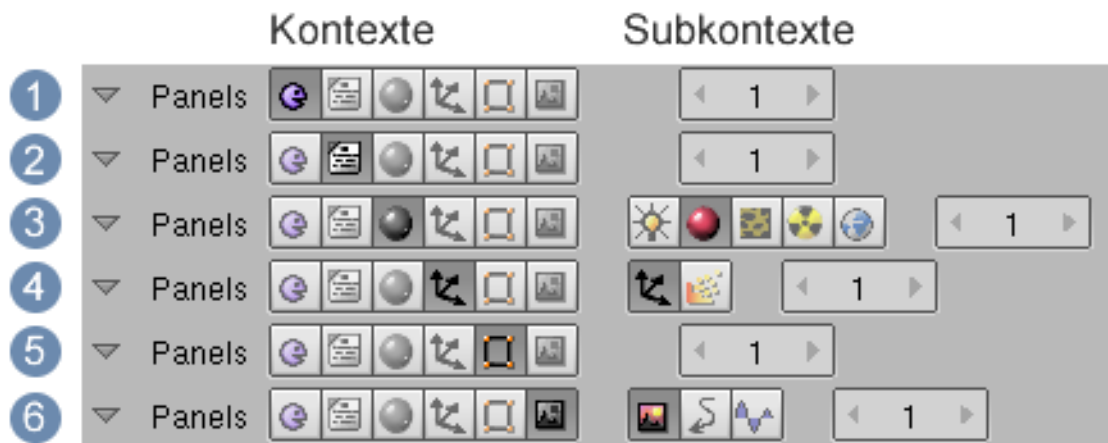 Kontexte Subkontexte
1 Panels 1
2 Panels 1
3 Panels 1
4 Panels 1
5 Panels 1
6 Panels 1